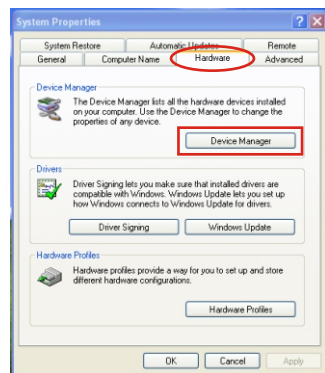 System Properties
System Restore Automatic Updates Remote
General Computer Name Hardware Advanced
Device Manager
The Device Manager lists all the hardware devices installed
on your computer. Use the Device Manager to change the
properties of any device.
Device Manager
Drivers
Driver Signing lets you make sure that installed drivers are
compatible with Windows. Windows Update lets you set up
how Windows connects to Windows Update for drivers.
Driver Signing Windows Update
Hardware Profiles
Hardware profiles provide a way for you to set up and store
different hardware configurations.
Hardware Profiles
OK Cancel Apply